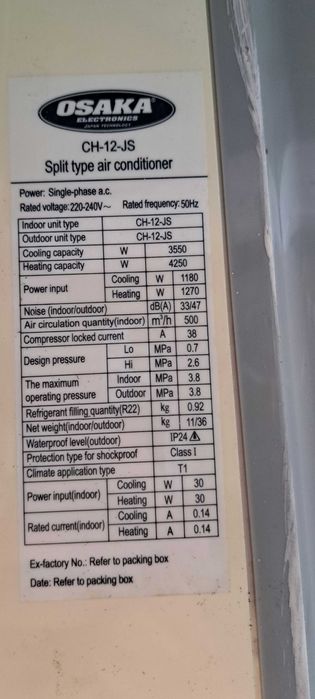 OSAKA
ELECTRONICS
JAPAN TECHNOLOGY
CH-12-JS
Split type air conditioner
Power: Single-phase a.c.
Rated voltage: 220-240V~ Rated frequency: 50Hz
Indoor unit type CH-12-JS
Outdoor unit type CH-12-JS
Cooling capacity W 3550
Heating capacity W 4250
Power input Cooling W 1180
Heating W 1270
Noise (indoor/outdoor) dB(A) 33/47
Air circulation quantity(indoor) m³/h 500
Compressor locked current A 38
Design pressure Lo MPa 0.7
Hi MPa 2.6
The maximum operating pressure Indoor MPa 3.8
Outdoor MPa 3.8
Refrigerant filling quantity(R22) kg 0.92
Net weight(indoor/outdoor) kg 11/36
Waterproof level(outdoor) IP24
Protection type for shockproof Class I
Climate application type T1
Power input(indoor) Cooling W 30
Heating W 30
Rated current(indoor) Cooling A 0.14
Heating A 0.14
Ex-factory No.: Refer to packing box
Date: Refer to packing box